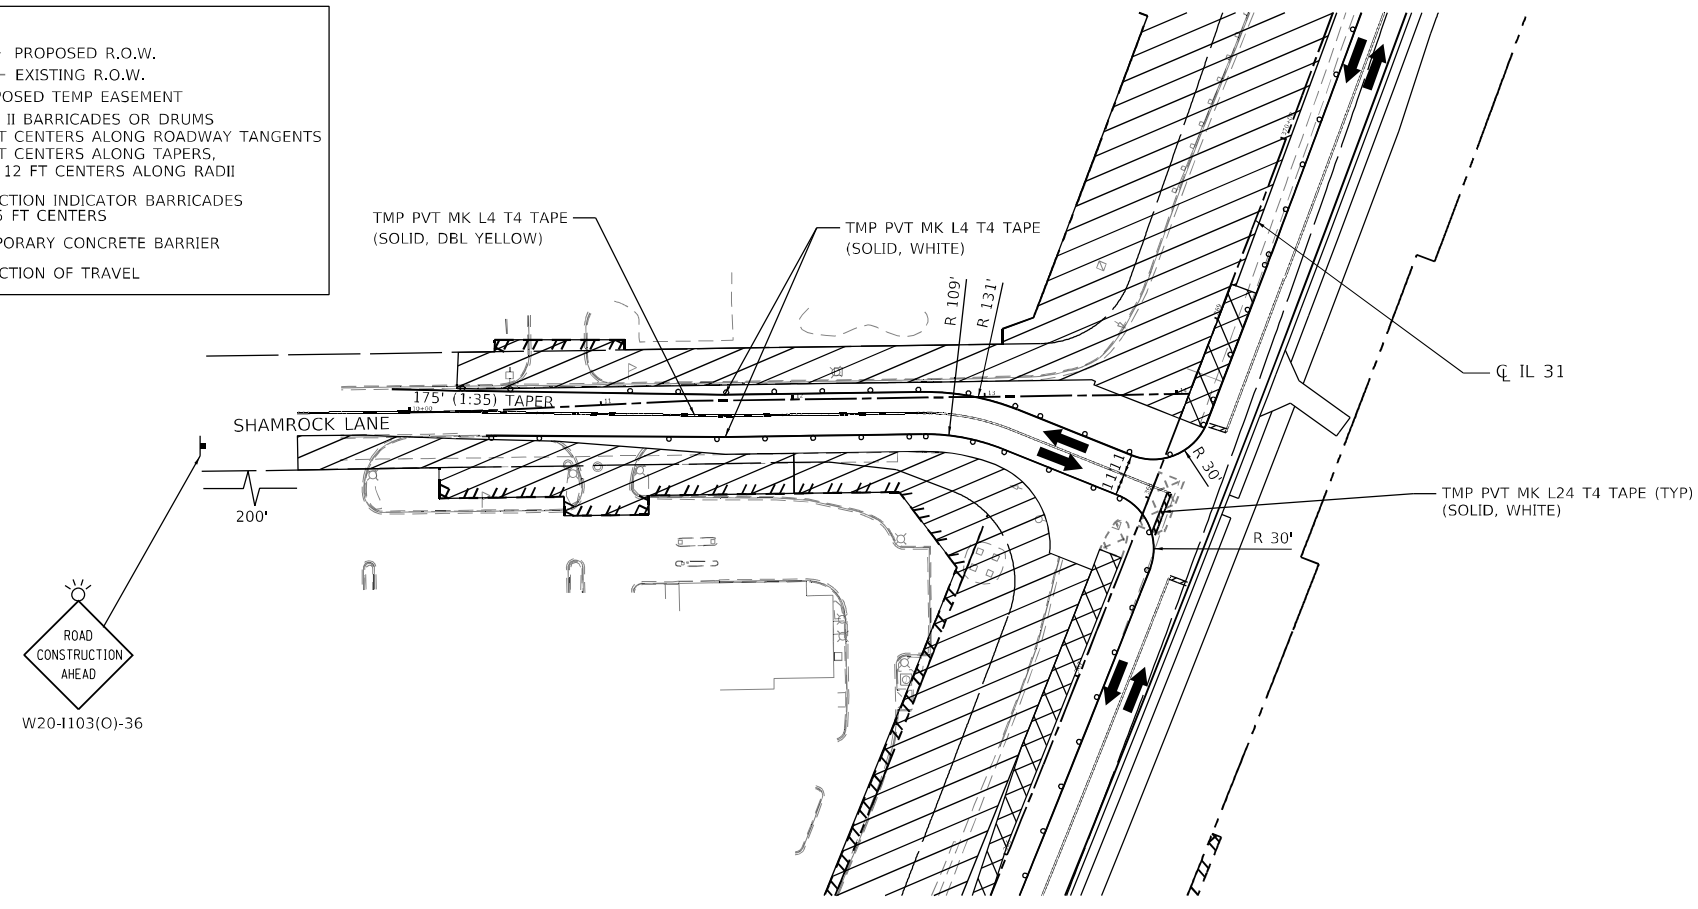 PROPOSED R.O.W.
EXISTING R.O.W.
POSED TEMP EASEMENT
II BARRICADES OR DRUMS
T CENTERS ALONG ROADWAY TANGENTS
T CENTERS ALONG TAPERS,
12 FT CENTERS ALONG RADII
CTION INDICATOR BARRICADES
FT CENTERS
PORARY CONCRETE BARRIER
CTION OF TRAVEL
TMP PVT MK L4 T4 TAPE
(SOLID, DBL YELLOW)
TMP PVT MK L4 T4 TAPE
(SOLID, WHITE)
R 109'
R 131'
℄ IL 31
175' (1:35) TAPER
SHAMROCK LANE
200'
11'
11'
R 30'
TMP PVT MK L24 T4 TAPE (TYP)
(SOLID, WHITE)
R 30'
ROAD
CONSTRUCTION
AHEAD
W20-I103(O)-36